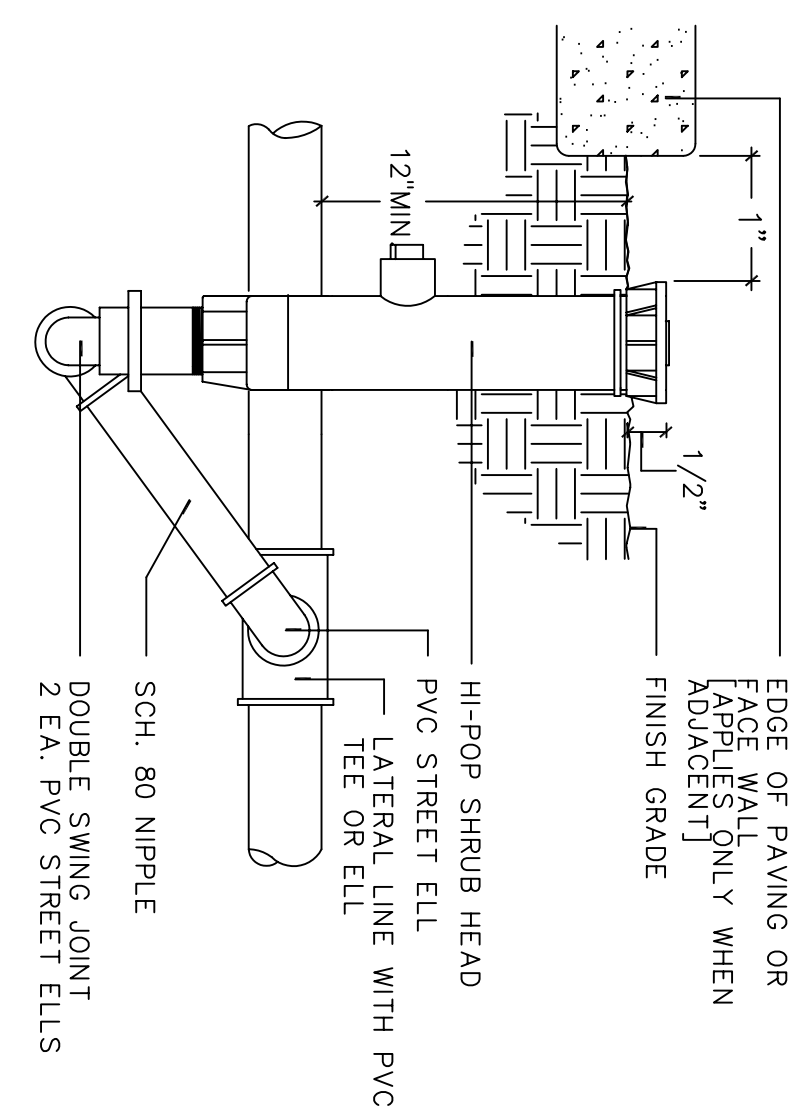 EDGE OF PAVING OR
FACE WALL
[APPLIES ONLY WHEN
ADJACENT]
FINISH GRADE
HI-POP SHRUB HEAD
PVC STREET ELL
LATERAL LINE WITH PVC
TEE OR ELL
SCH. 80 NIPPLE
DOUBLE SWING JOINT
2 EA. PVC STREET ELLS
1"
1/2"
12"MIN.